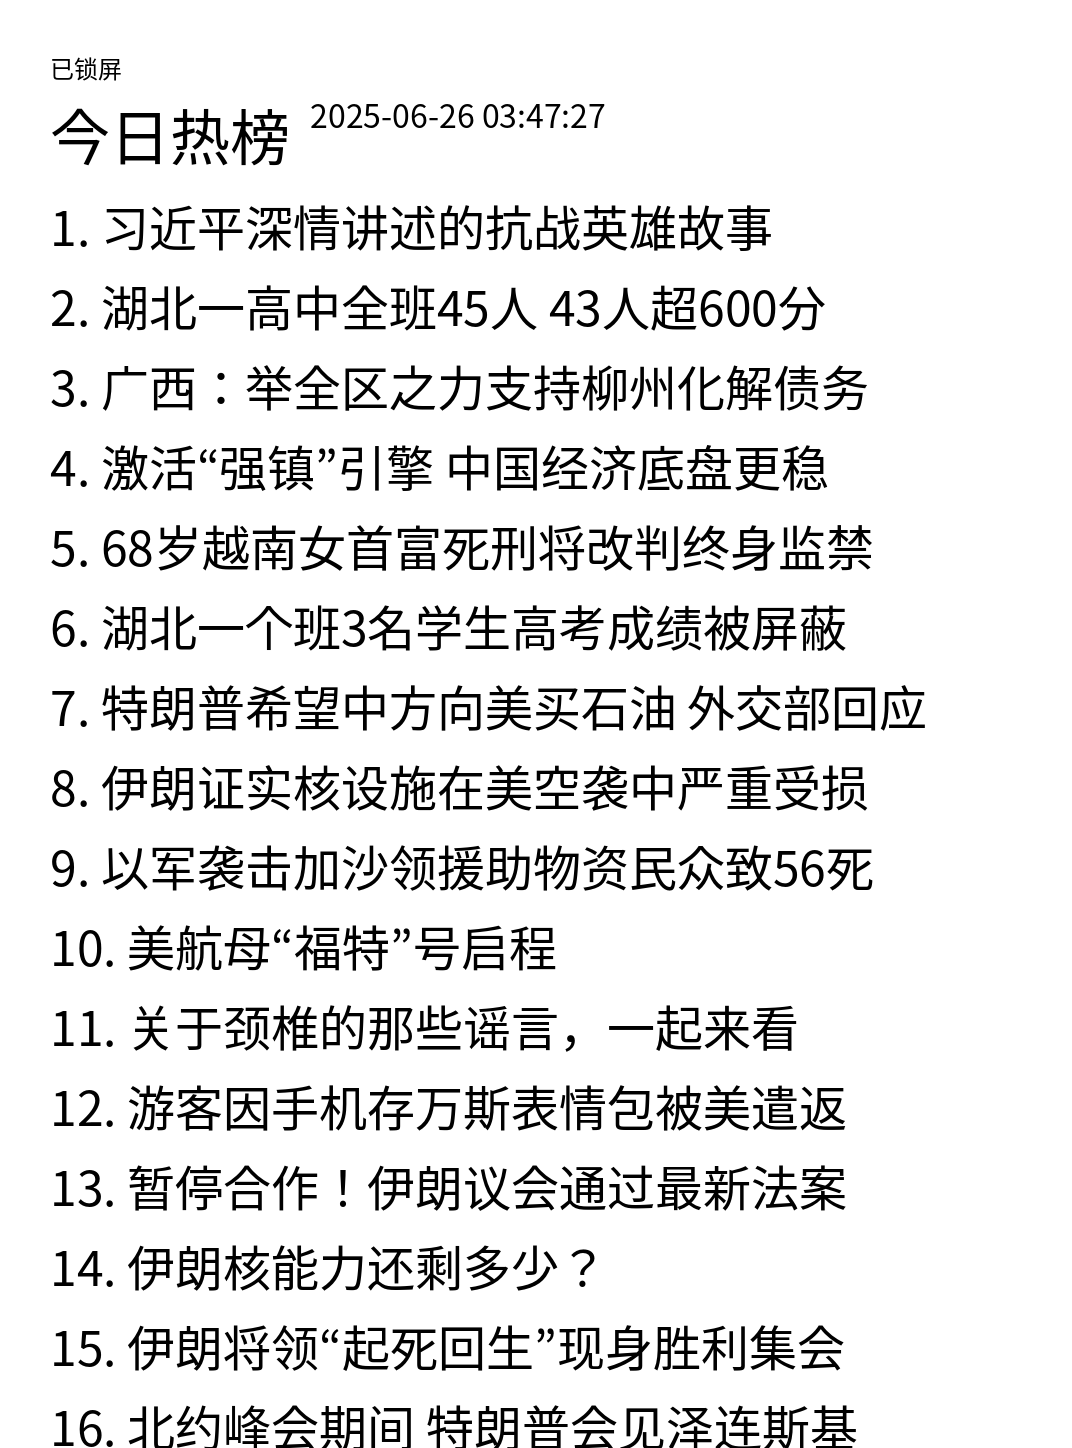 已锁屏
今日热榜 2025-06-26 03:47:27
1. 习近平深情讲述的抗战英雄故事
2. 湖北一高中全班45人 43人超600分
3. 广西：举全区之力支持柳州化解债务
4. 激活“强镇”引擎 中国经济底盘更稳
5. 68岁越南女首富死刑将改判终身监禁
6. 湖北一个班3名学生高考成绩被屏蔽
7. 特朗普希望中方向美买石油 外交部回应
8. 伊朗证实核设施在美空袭中严重受损
9. 以军袭击加沙领援助物资民众致56死
10. 美航母“福特”号启程
11. 关于颈椎的那些谣言，一起来看
12. 游客因手机存万斯表情包被美遣返
13. 暂停合作！伊朗议会通过最新法案
14. 伊朗核能力还剩多少？
15. 伊朗将领“起死回生”现身胜利集会
16. 北约峰会期间 特朗普会见泽连斯基